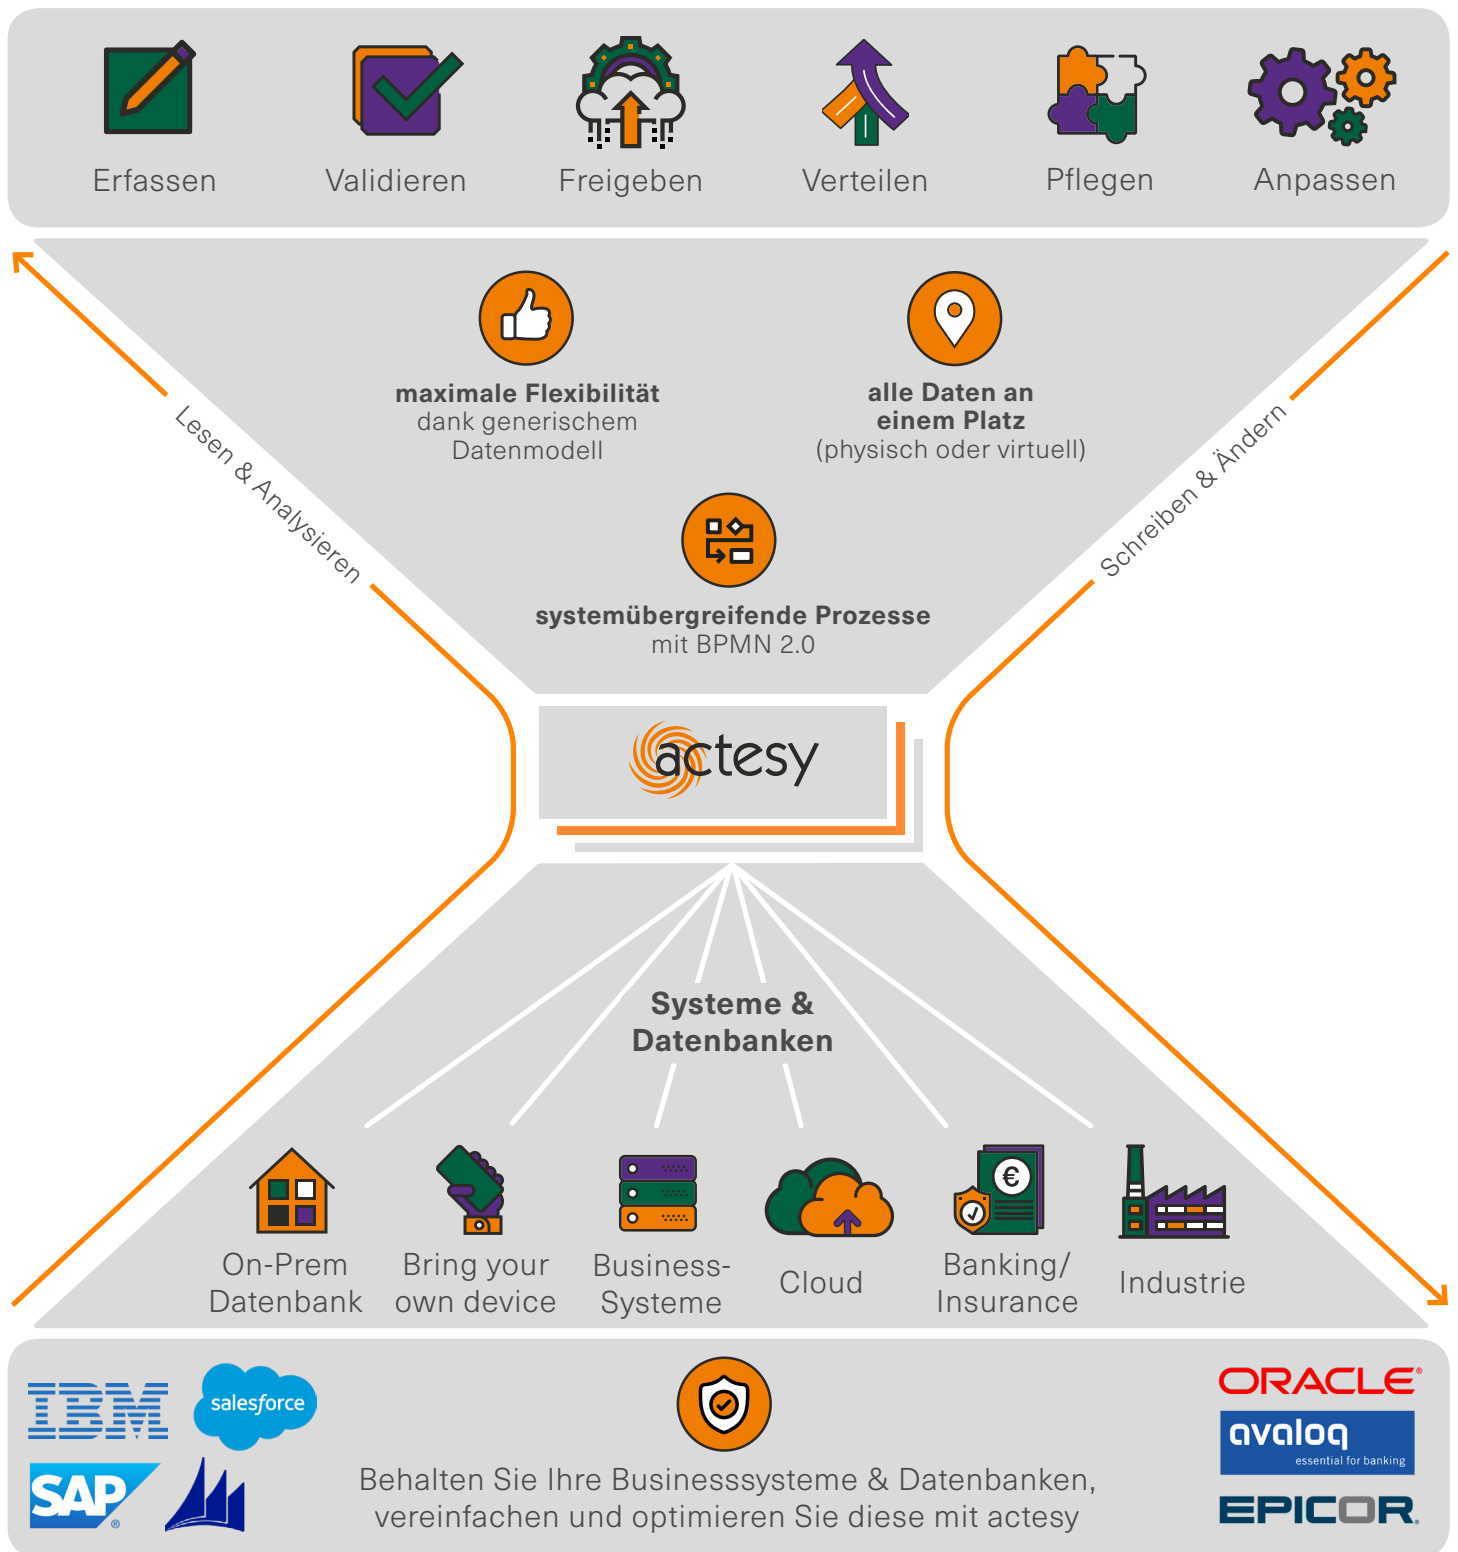 Erfassen
Validieren
Freigeben
Verteilen
Pflegen
Anpassen
maximale Flexibilität
dank generischem
Datenmodell
alle Daten an
einem Platz
(physisch oder virtuell)
Lesen & Analysieren
Schreiben & Ändern
systemübergreifende Prozesse
mit BPMN 2.0
actesy
Systeme &
Datenbanken
€
On-Prem
Datenbank
Bring your
own device
Business-
Systeme
Cloud
Banking/
Insurance
Industrie
IBM
salesforce
SAP®
Behalten Sie Ihre Businesssysteme & Datenbanken,
vereinfachen und optimieren Sie diese mit actesy
ORACLE®
avaloq
essential for banking
EPICOR.